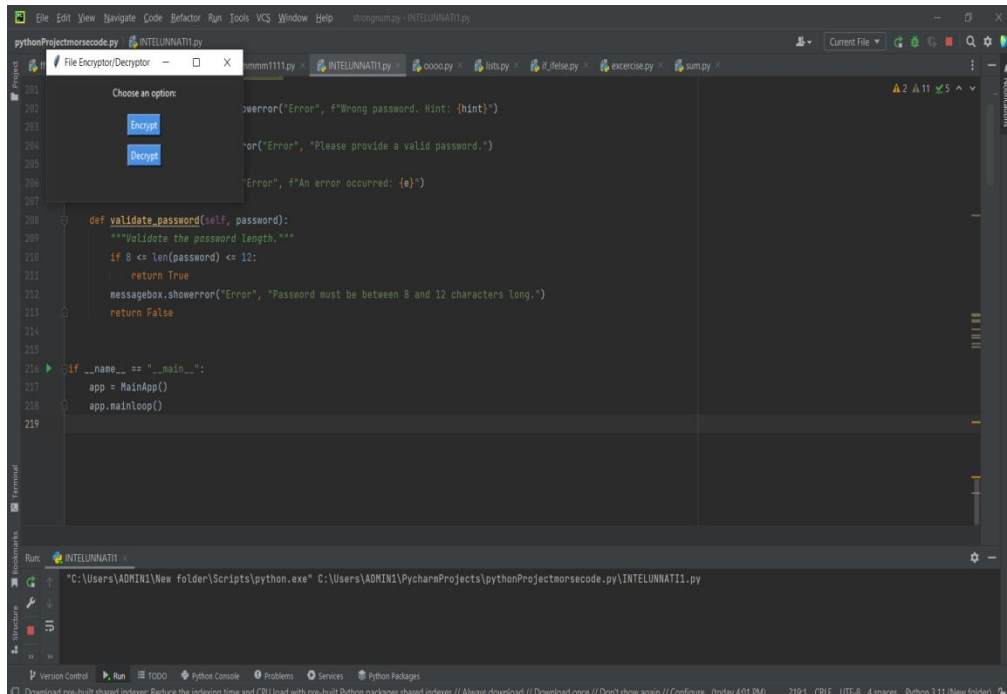 File Edit View Navigate Code Refactor Run Tools VCS Window Help strongnum.py - INTELUNNATI1.py
pythonProjectmorsecode.py INTELUNNATI1.py
Current File
Project
File Encryptor/Decryptor
Choose an option:
Encrypt
Decrypt
nmmm1111.py INTELUNNATI1.py oooo.py lists.py if_ifelse.py excercise.py sum.py
2 11 5
201
202 owerror("Error", f"Wrong password. Hint: {hint}")
203
204 ror("Error", "Please provide a valid password.")
205
206 "Error", f"An error occurred: {e}")
207
208 def validate_password(self, password):
209 """Validate the password length."""
210 if 8 <= len(password) <= 12:
211 return True
212 messagebox.showerror("Error", "Password must be between 8 and 12 characters long.")
213 return False
214
215
216 if __name__ == "__main__":
217 app = MainApp()
218 app.mainloop()
219
Terminal
Bookmarks
Structure
Run: INTELUNNATI1
"C:\Users\ADMIN1\New folder\Scripts\python.exe" C:\Users\ADMIN1\PycharmProjects\pythonProjectmorsecode.py\INTELUNNATI1.py
Version Control Run TODO Python Console Problems Services Python Packages
Download pre-built shared indexes: Reduce the indexing time and CPU load with pre-built Python packages shared indexes // Always download // Download once // Don't show again // Configure... (today 4:01 PM) 219:1 CRLF UTF-8 4 spaces Python 3.11 (New folder)